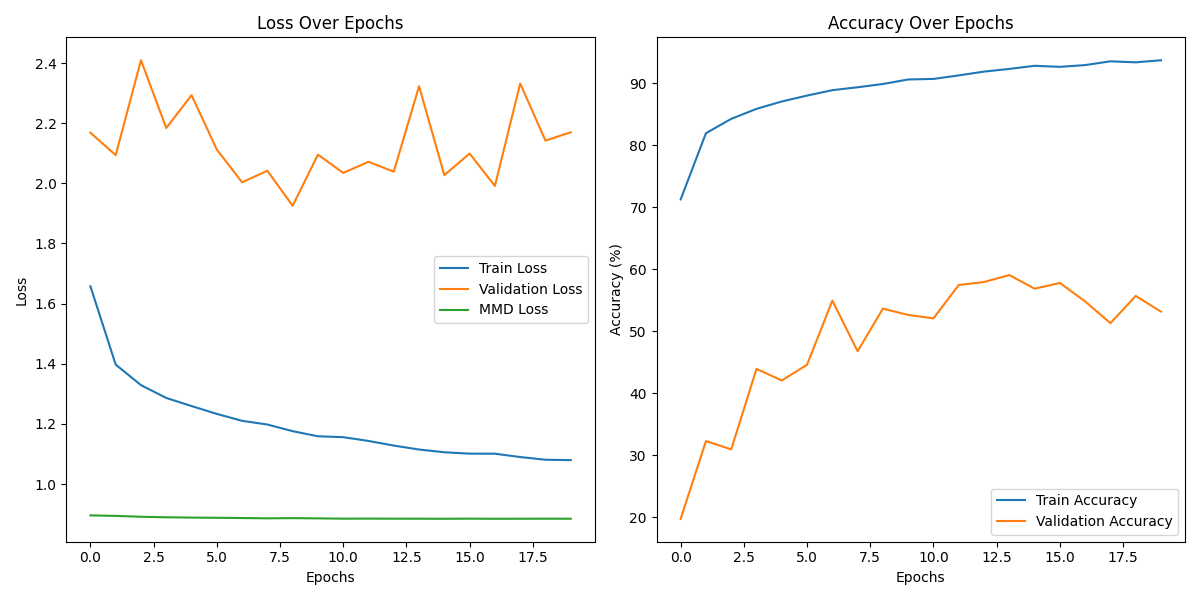 Loss Over Epochs
2.4
2.2
2.0
1.8
1.6
1.4
1.2
1.0
Loss
Train Loss
Validation Loss
MMD Loss
0.0 2.5 5.0 7.5 10.0 12.5 15.0 17.5
Epochs
Accuracy Over Epochs
90
80
70
60
50
40
30
20
Accuracy (%)
Train Accuracy
Validation Accuracy
0.0 2.5 5.0 7.5 10.0 12.5 15.0 17.5
Epochs